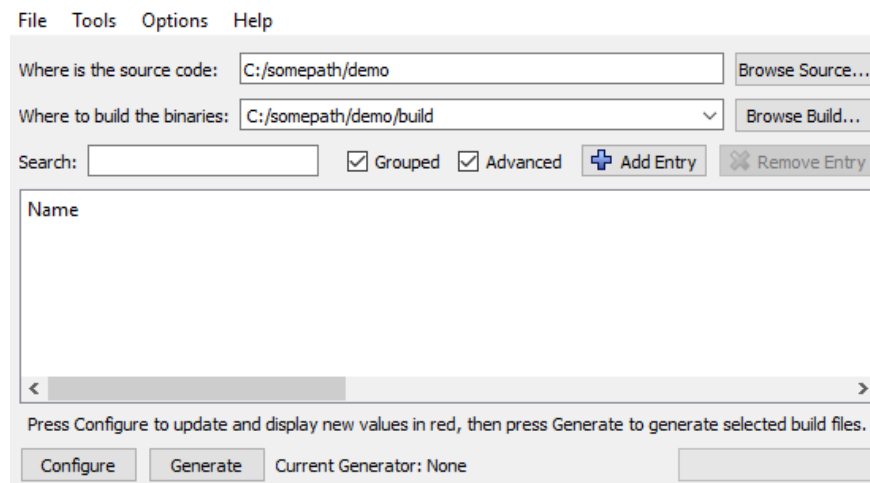 File Tools Options Help
Where is the source code: C:/somepath/demo Browse Source...
Where to build the binaries: C:/somepath/demo/build Browse Build...
Search: Grouped Advanced Add Entry Remove Entry
Name
Press Configure to update and display new values in red, then press Generate to generate selected build files.
Configure Generate Current Generator: None